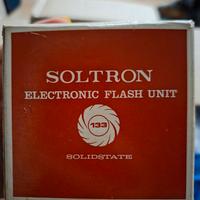 SOLTRON
ELECTRONIC FLASH UNIT
133
SOLIDSTATE